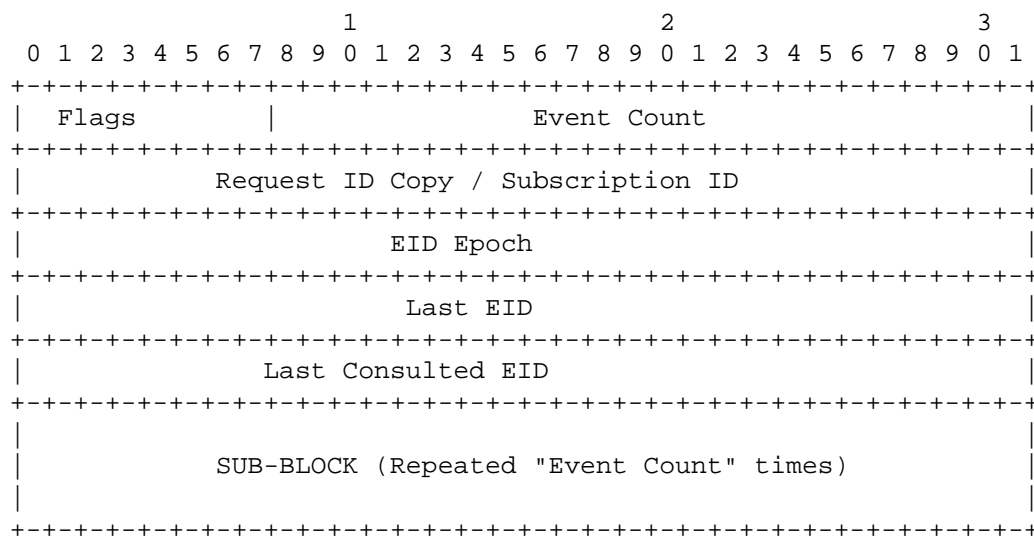 1                   2                   3
 0 1 2 3 4 5 6 7 8 9 0 1 2 3 4 5 6 7 8 9 0 1 2 3 4 5 6 7 8 9 0 1
+-+-+-+-+-+-+-+-+-+-+-+-+-+-+-+-+-+-+-+-+-+-+-+-+-+-+-+-+-+-+-+-+
|  Flags        |                Event Count                    |
+-+-+-+-+-+-+-+-+-+-+-+-+-+-+-+-+-+-+-+-+-+-+-+-+-+-+-+-+-+-+-+-+
|            Request ID Copy / Subscription ID                  |
+-+-+-+-+-+-+-+-+-+-+-+-+-+-+-+-+-+-+-+-+-+-+-+-+-+-+-+-+-+-+-+-+
|                       EID Epoch                               |
+-+-+-+-+-+-+-+-+-+-+-+-+-+-+-+-+-+-+-+-+-+-+-+-+-+-+-+-+-+-+-+-+
|                        Last EID                               |
+-+-+-+-+-+-+-+-+-+-+-+-+-+-+-+-+-+-+-+-+-+-+-+-+-+-+-+-+-+-+-+-+
|               Last Consulted EID                              |
+-+-+-+-+-+-+-+-+-+-+-+-+-+-+-+-+-+-+-+-+-+-+-+-+-+-+-+-+-+-+-+-+
|                                                               |
|            SUB-BLOCK (Repeated "Event Count" times)           |
|                                                               |
+-+-+-+-+-+-+-+-+-+-+-+-+-+-+-+-+-+-+-+-+-+-+-+-+-+-+-+-+-+-+-+-+